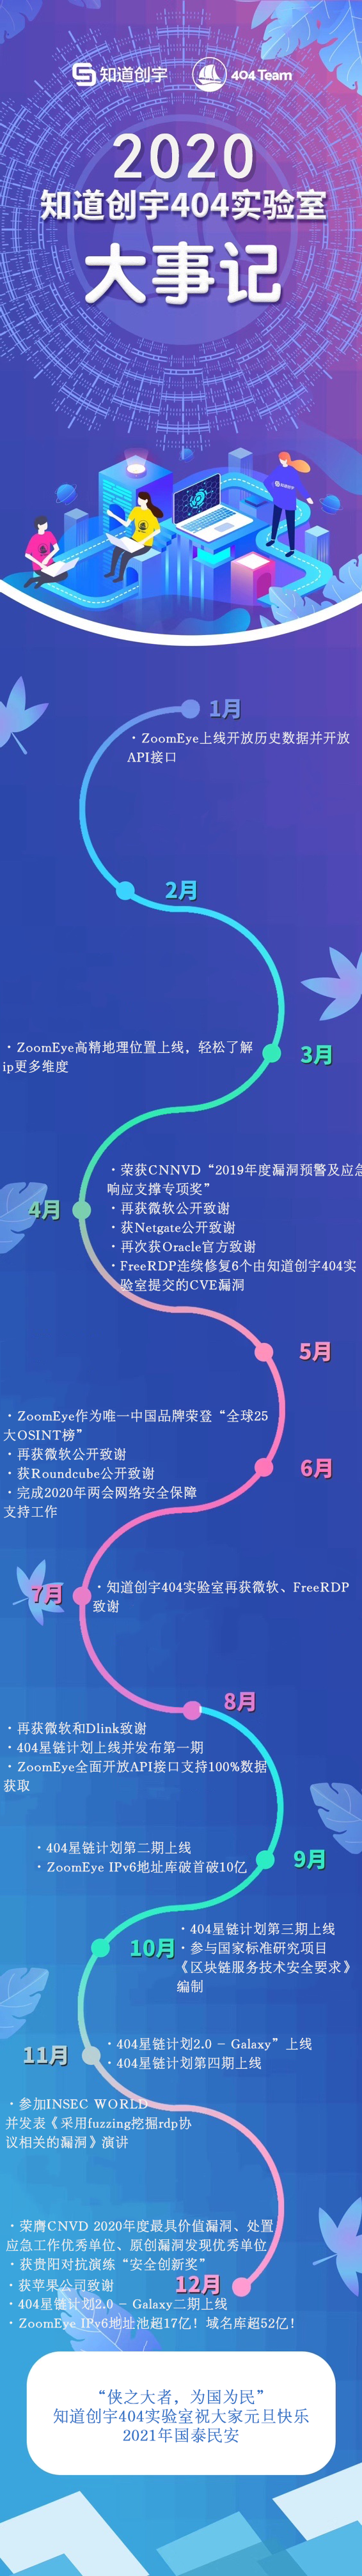 知道创宇 404 Team
2020
知道创宇404实验室
大事记
1月
·ZoomEye上线开放历史数据并开放
API接口
2月
·ZoomEye高精地理位置上线，轻松了解
ip更多维度
3月
·荣获CNNVD“2019年度漏洞预警及应急
响应支撑专项奖”
·再获微软公开致谢
4月
·获Netgate公开致谢
·再次获Oracle官方致谢
·FreeRDP连续修复6个由知道创宇404实
验室提交的CVE漏洞
5月
·ZoomEye作为唯一中国品牌荣登“全球25
大OSINT榜”
·再获微软公开致谢
6月
·获Roundcube公开致谢
·完成2020年两会网络安全保障
支持工作
7月
·知道创宇404实验室再获微软、FreeRDP
致谢
8月
·再获微软和Dlink致谢
·404星链计划上线并发布第一期
·ZoomEye全面开放API接口支持100%数据
获取
·404星链计划第二期上线
·ZoomEye IPv6地址库破首破10亿
9月
·404星链计划第三期上线
10月
·参与国家标准研究项目
《区块链服务技术安全要求》
编制
·404星链计划2.0 – Galaxy”上线
11月
·404星链计划第四期上线
·参加INSEC WORLD
并发表《采用fuzzing挖掘rdp协
议相关的漏洞》演讲
·荣膺CNVD 2020年度最具价值漏洞、处置
应急工作优秀单位、原创漏洞发现优秀单位
·获贵阳对抗演练“安全创新奖”
·获苹果公司致谢
12月
·404星链计划2.0 – Galaxy二期上线
·ZoomEye IPv6地址池超17亿！域名库超52亿！
“侠之大者，为国为民”
知道创宇404实验室祝大家元旦快乐
2021年国泰民安